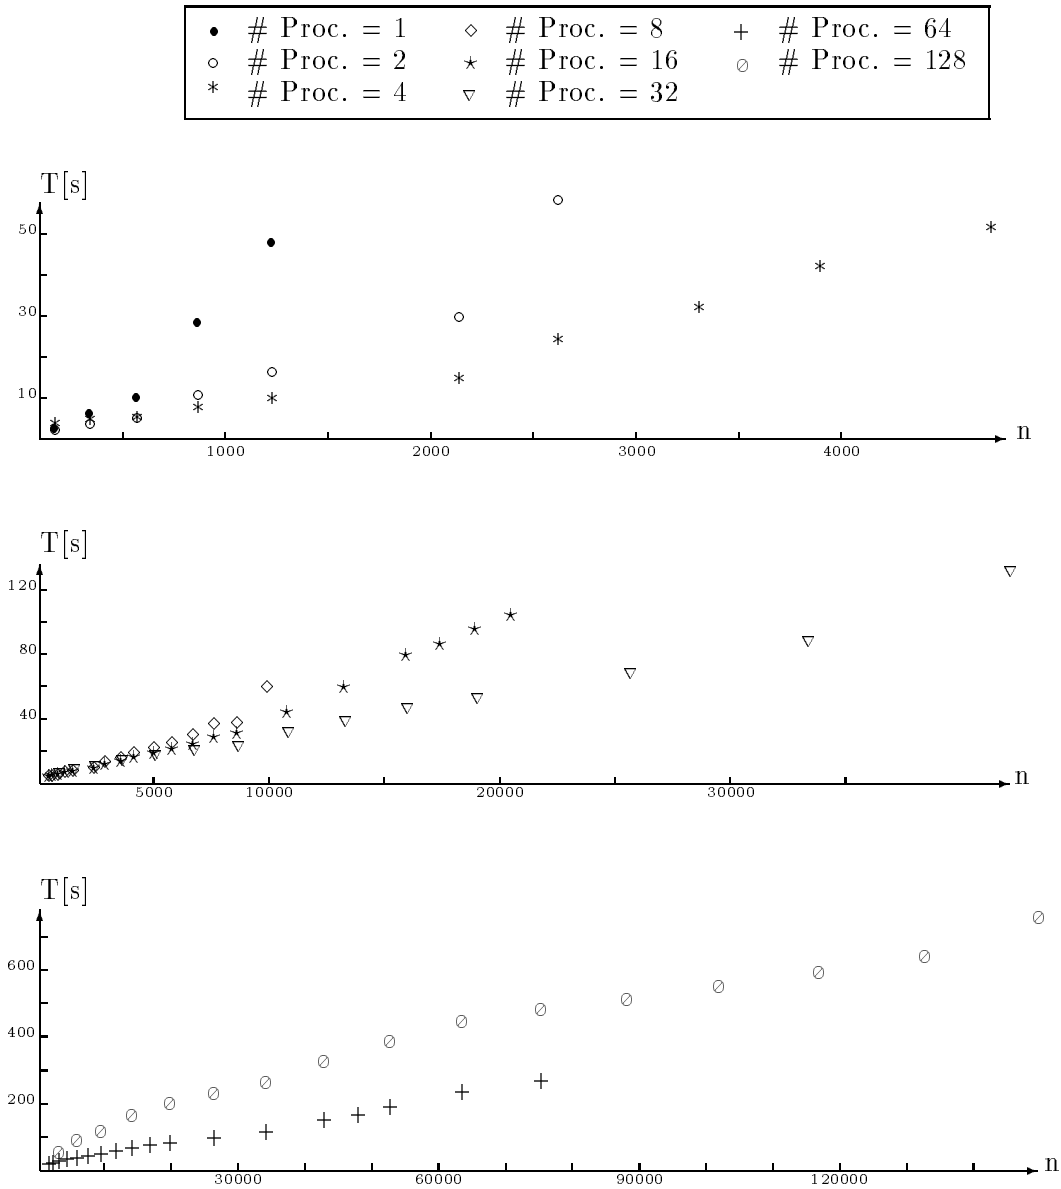 # Proc. = 1 # Proc. = 8 # Proc. = 64
# Proc. = 2 # Proc. = 16 # Proc. = 128
# Proc. = 4 # Proc. = 32
T[s]
50
30
10
1000 2000 3000 4000
n
T[s]
120
80
40
5000 10000 20000 30000
n
T[s]
600
400
200
30000 60000 90000 120000
n